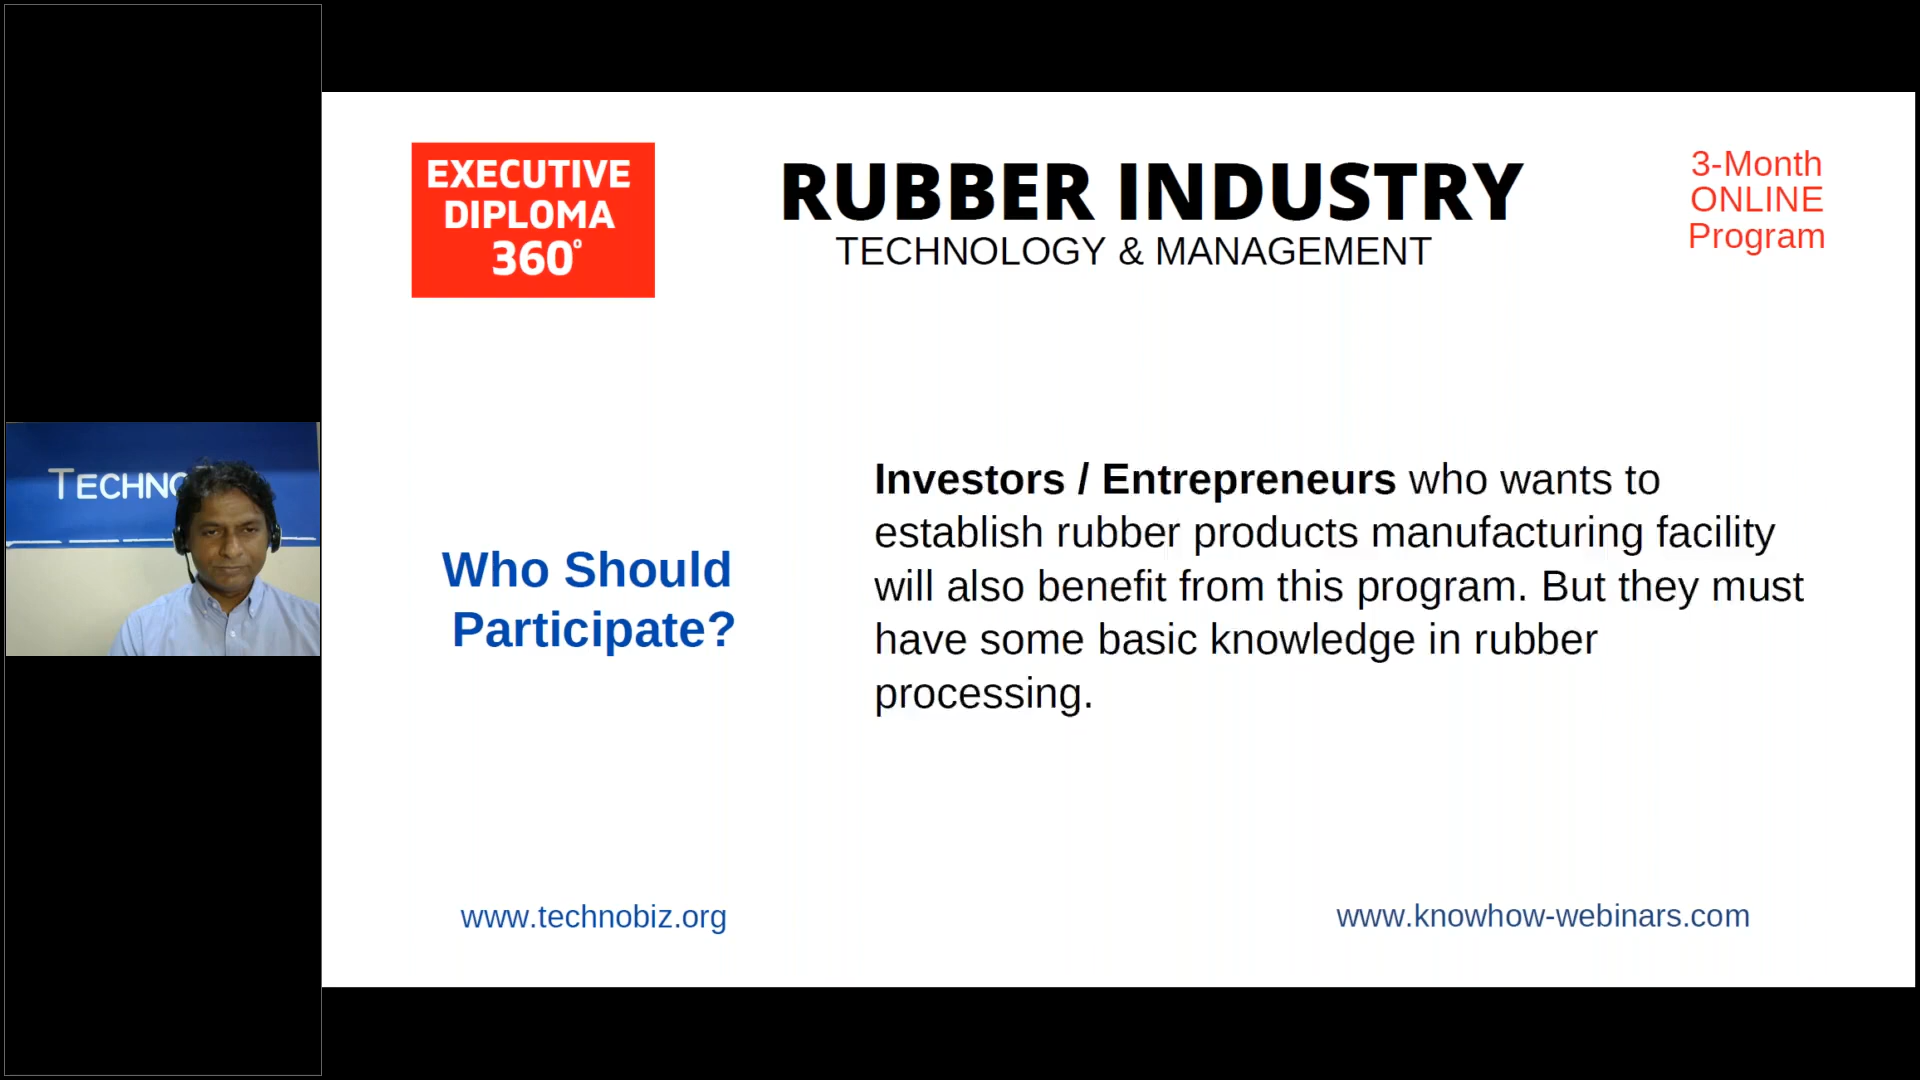 EXECUTIVE
DIPLOMA
360°
RUBBER INDUSTRY
TECHNOLOGY & MANAGEMENT
3-Month
ONLINE
Program
TECHNO
Who Should
Participate?
Investors / Entrepreneurs who wants to
establish rubber products manufacturing facility
will also benefit from this program. But they must
have some basic knowledge in rubber
processing.
www.technobiz.org
www.knowhow-webinars.com